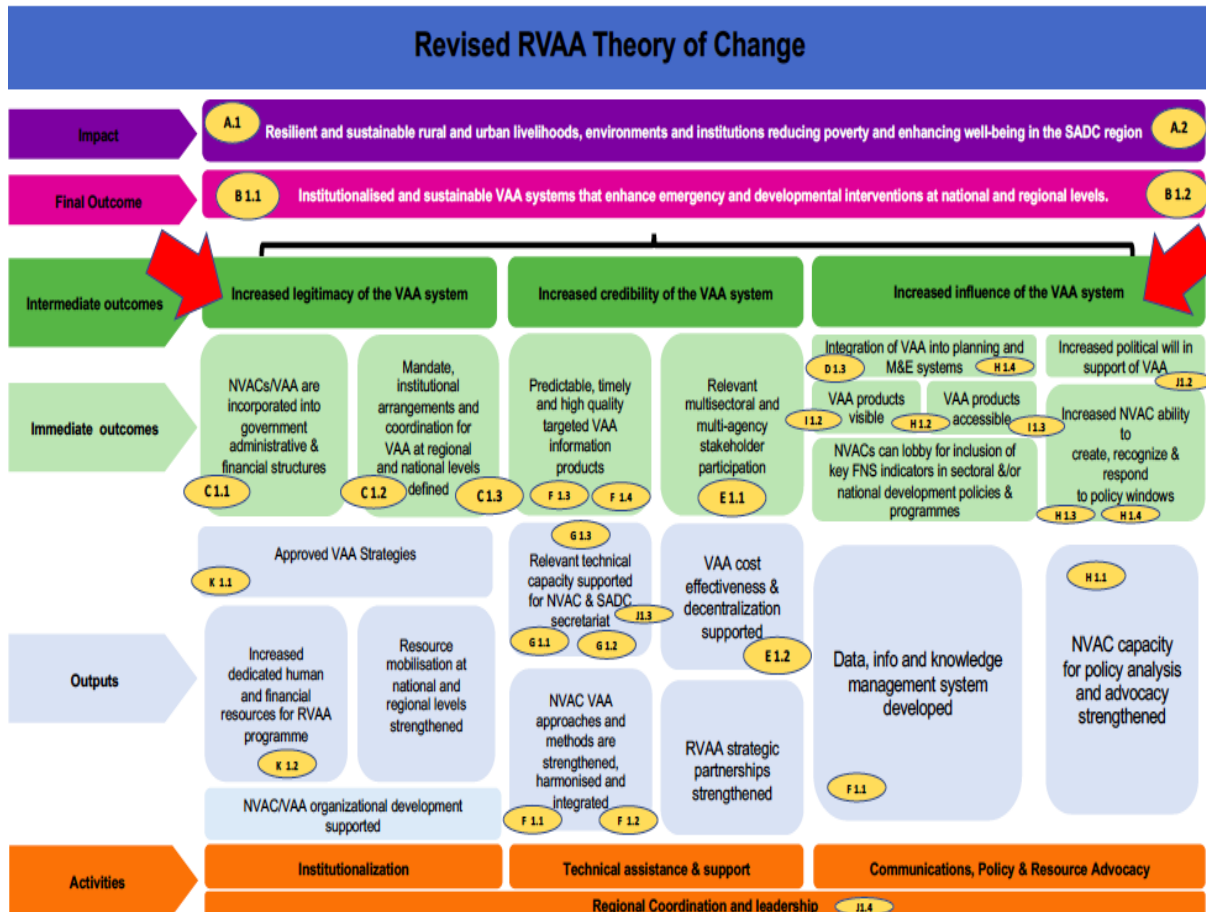 Revised RVAA Theory of Change
Impact
A.1
Resilient and sustainable rural and urban livelihoods, environments and institutions reducing poverty and enhancing well-being in the SADC region
A.2
Final Outcome
B 1.1
Institutionalised and sustainable VAA systems that enhance emergency and developmental interventions at national and regional levels.
B 1.2
Intermediate outcomes
Increased legitimacy of the VAA system
Increased credibility of the VAA system
Increased influence of the VAA system
Immediate outcomes
NVACs/VAA are
incorporated into
government
administrative &
financial structures
C 1.1
Mandate,
institutional
arrangements and
coordination for
VAA at regional
and national levels
defined
C 1.2
C 1.3
Predictable, timely
and high quality
targeted VAA
information
products
F 1.3
F 1.4
Relevant
multisectoral and
multi-agency
stakeholder
participation
E 1.1
Integration of VAA into planning and
M&E systems
D 1.3
H 1.4
Increased political will in
support of VAA
J1.2
VAA products
visible
I 1.2
H 1.2
VAA products
accessible
I 1.3
NVACs can lobby for inclusion of
key FNS indicators in sectoral &/or
national development policies &
programmes
Increased NVAC ability
to
create, recognize &
respond
to policy windows
H 1.3
H 1.4
Outputs
Approved VAA Strategies
K 1.1
Increased
dedicated human
and financial
resources for RVAA
programme
K 1.2
Resource
mobilisation at
national and
regional levels
strengthened
NVAC/VAA organizational development
supported
G 1.3
Relevant technical
capacity supported
for NVAC & SADC
secretariat
J1.3
G 1.1
G 1.2
VAA cost
effectiveness &
decentralization
supported
E 1.2
NVAC VAA
approaches and
methods are
strengthened,
harmonised and
integrated
F 1.1
F 1.2
RVAA strategic
partnerships
strengthened
Data, info and knowledge
management system
developed
F 1.1
H 1.1
NVAC capacity
for policy analysis
and advocacy
strengthened
Activities
Institutionalization
Technical assistance & support
Communications, Policy & Resource Advocacy
Regional Coordination and leadership
J1.4